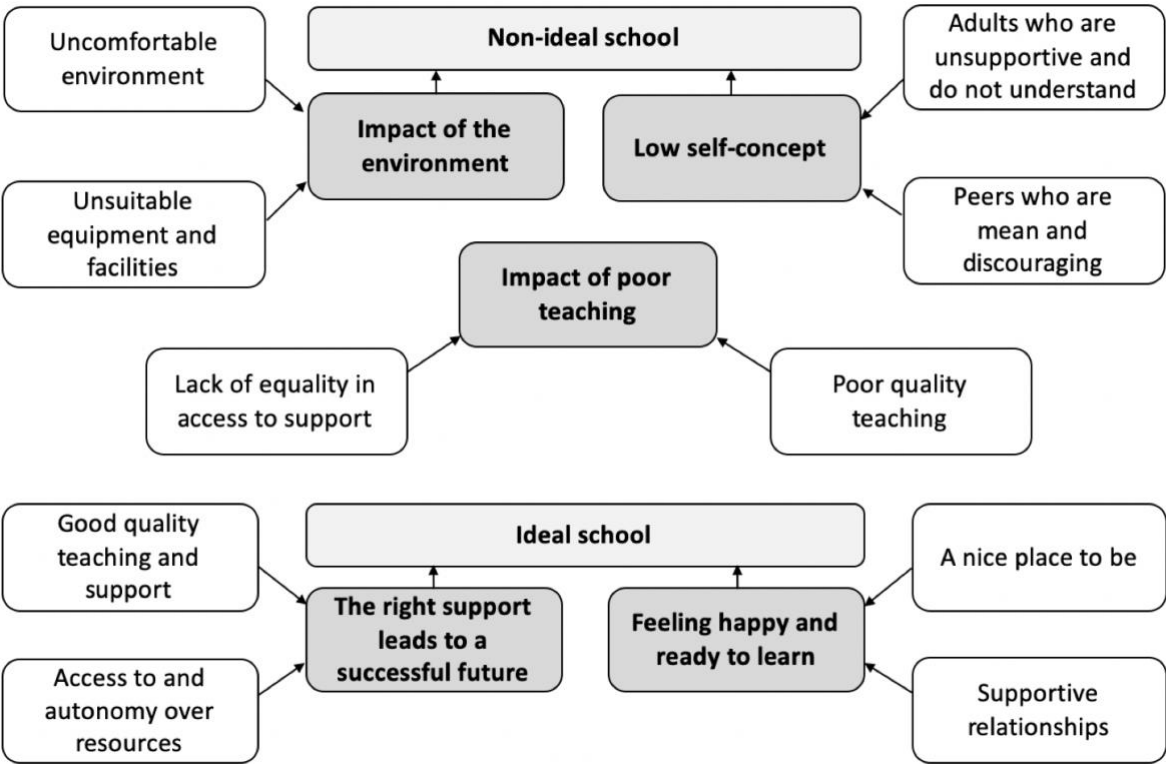 Non-ideal school
Uncomfortable
environment
Adults who are
unsupportive and
do not understand
Impact of the
environment
Low self-concept
Unsuitable
equipment and
facilities
Peers who are
mean and
discouraging
Impact of poor
teaching
Lack of equality in
access to support
Poor quality
teaching
Ideal school
Good quality
teaching and
support
A nice place to be
The right support
leads to a
successful future
Feeling happy and
ready to learn
Access to and
autonomy over
resources
Supportive
relationships